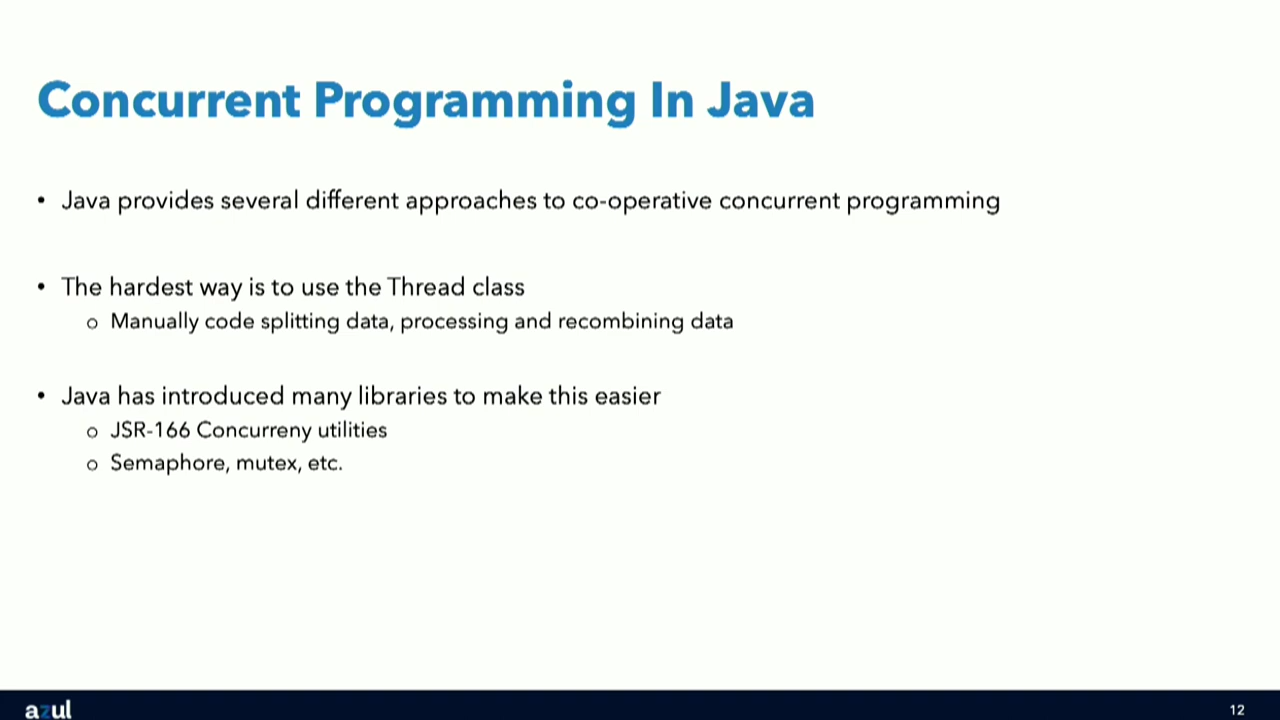 Concurrent Programming In Java
• Java provides several different approaches to co-operative concurrent programming
• The hardest way is to use the Thread class
o Manually code splitting data, processing and recombining data
• Java has introduced many libraries to make this easier
o JSR-166 Concurreny utilities
o Semaphore, mutex, etc.
azul
12